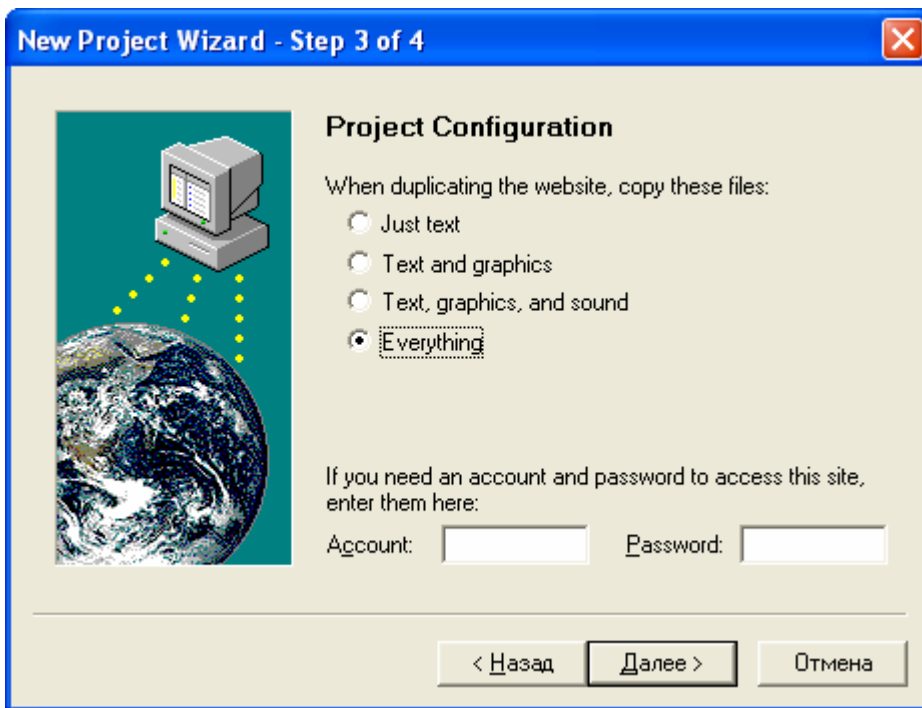 New Project Wizard - Step 3 of 4
Project Configuration
When duplicating the website, copy these files:
Just text
Text and graphics
Text, graphics, and sound
Everything
If you need an account and password to access this site,
enter them here:
Account:
Password:
< Назад
Далее >
Отмена